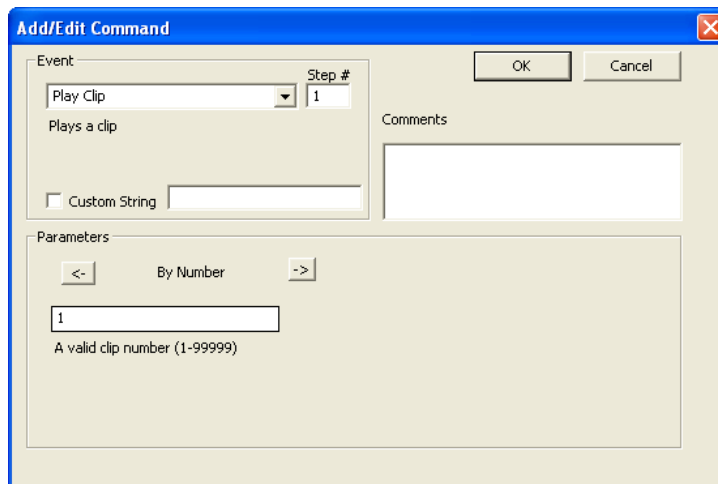 Add/Edit Command
Event
Step #
Play Clip
1
Plays a clip
Custom String
OK
Cancel
Comments
Parameters
<-
By Number
->
1
A valid clip number (1-99999)